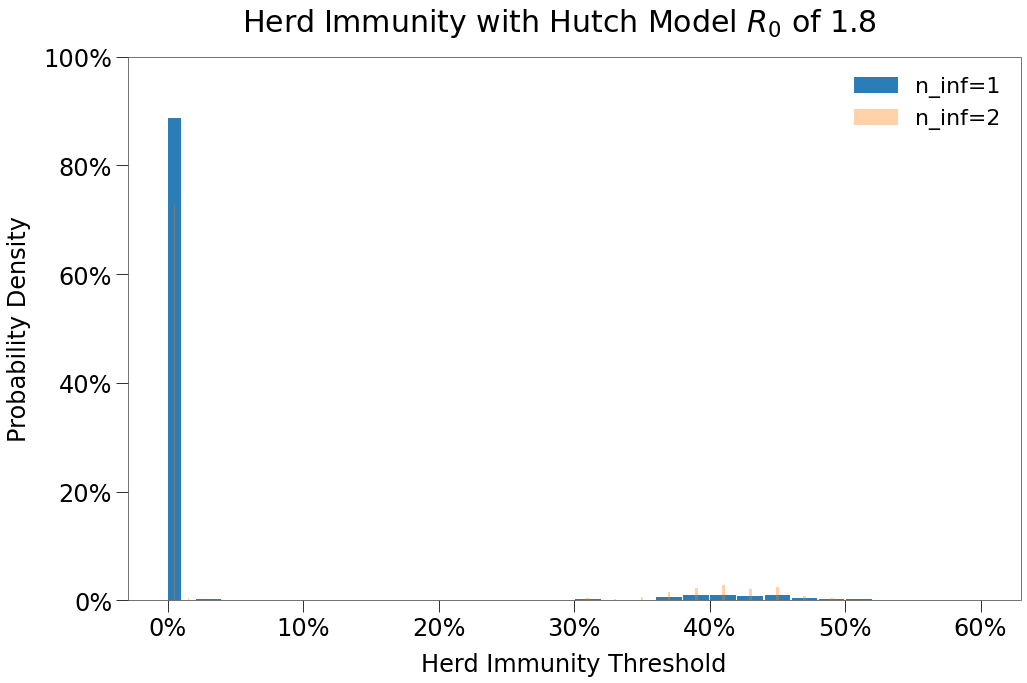 Herd Immunity with Hutch Model R₀ of 1.8
Probability Density
100%
80%
60%
40%
20%
0%
n_inf=1
n_inf=2
0% 10% 20% 30% 40% 50% 60%
Herd Immunity Threshold